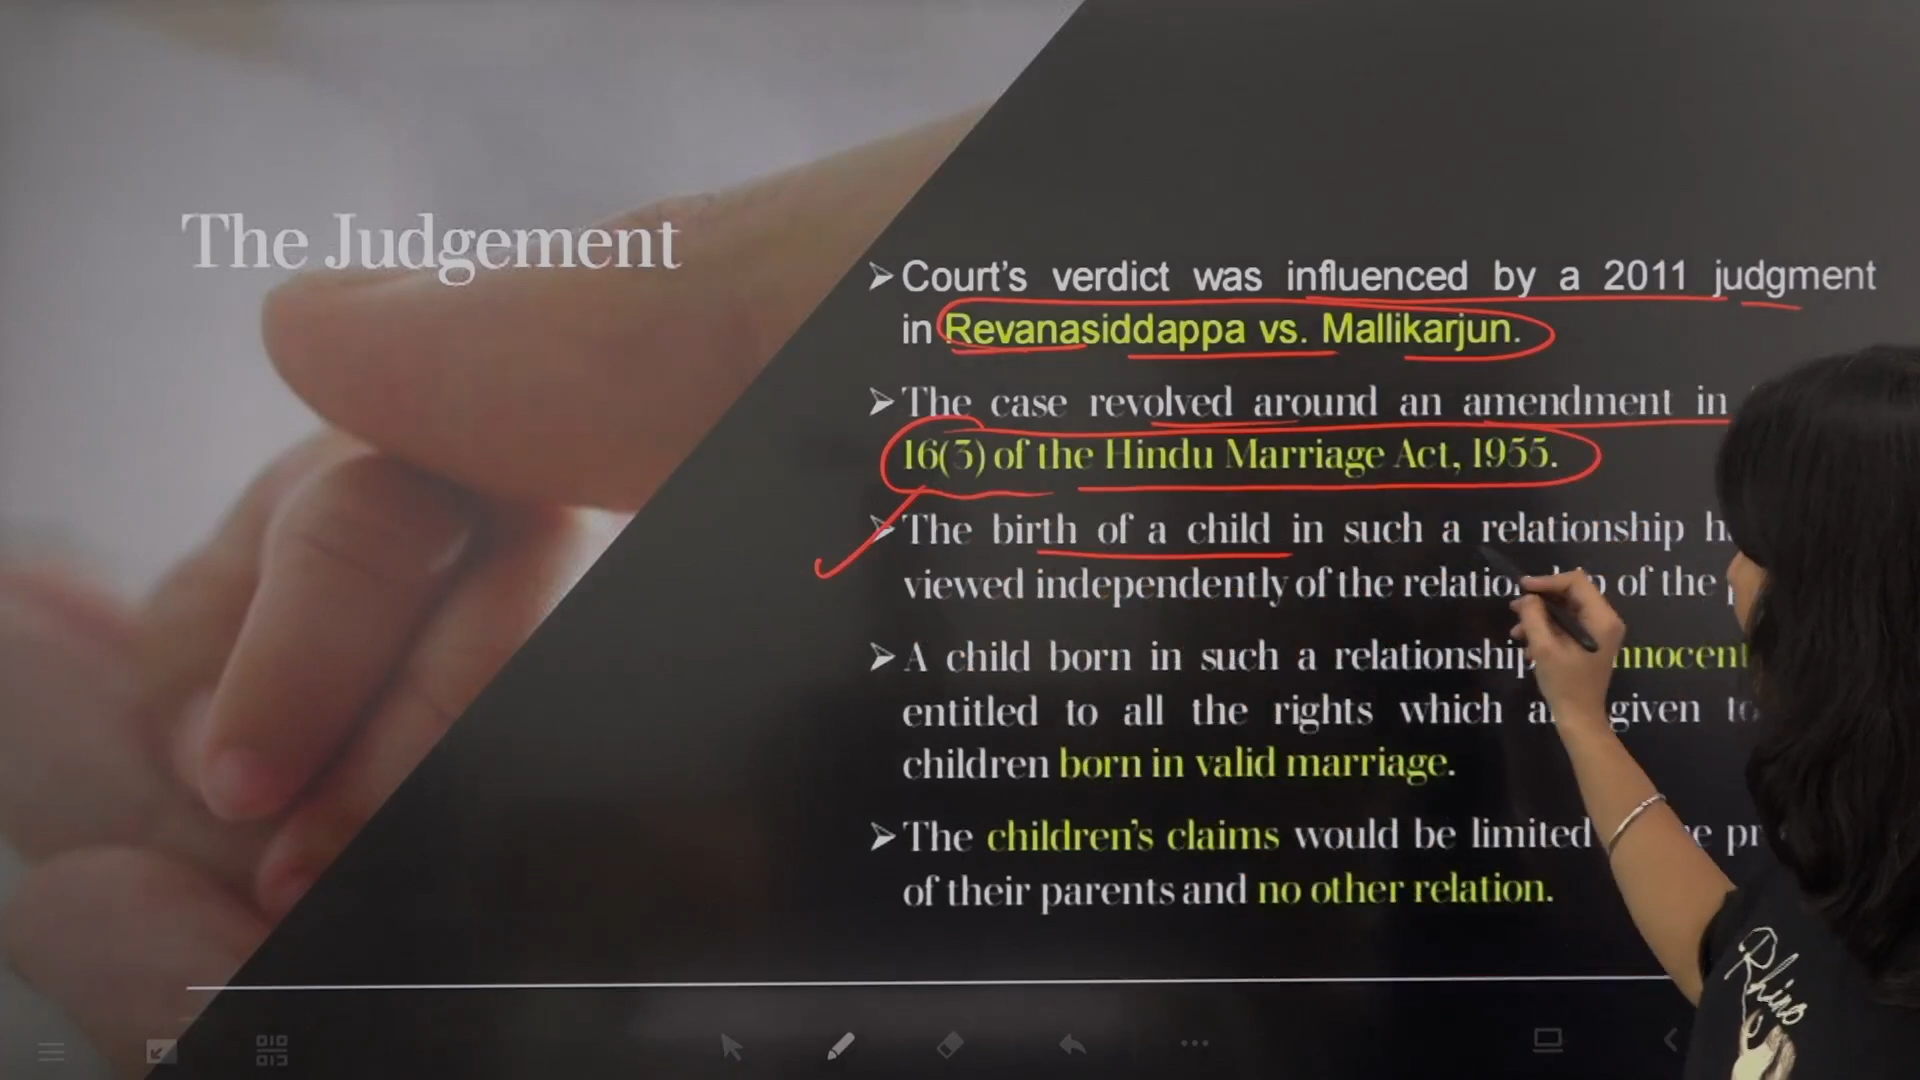 The Judgement
➢ Court's verdict was influenced by a 2011 judgment
in Revanasiddappa vs. Mallikarjun.
➢ The case revolved around an amendment in
16(3) of the Hindu Marriage Act, 1955.
➢ The birth of a child in such a relationship
viewed independently of the of the
➢ A child born in such a relationship
entitled to all the rights which given
children born in valid marriage.
➢ The children's claims would be limited
of their parents and no other relation.
Rhino